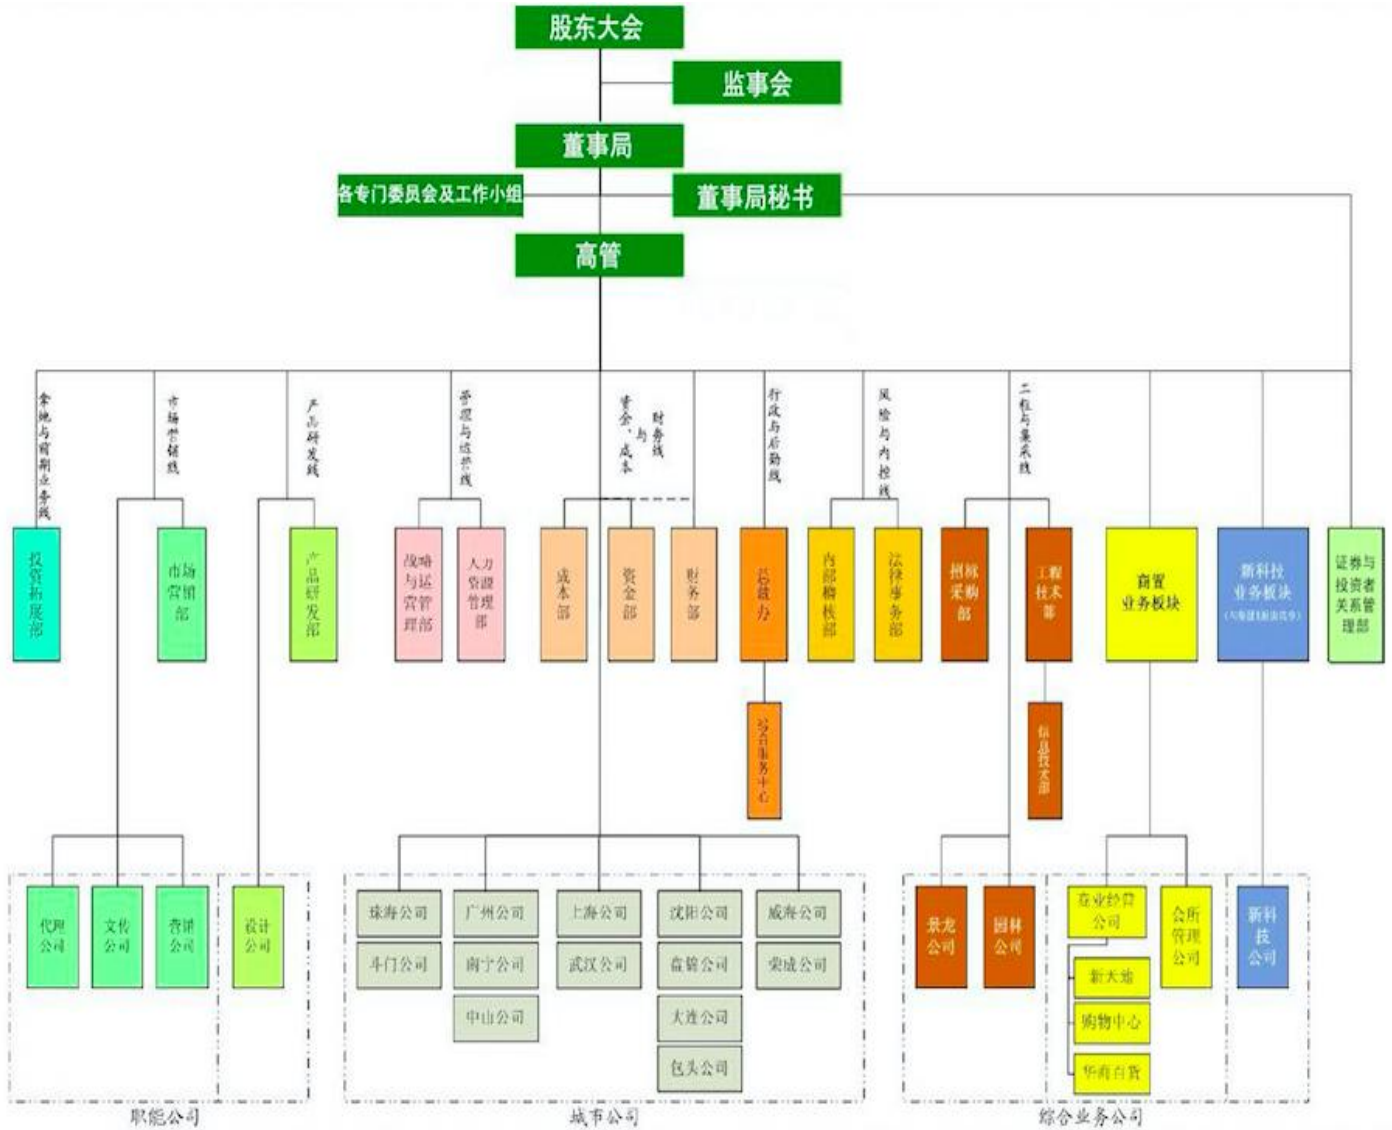 股东大会
监事会
董事局
各专门委员会及工作小组
董事局秘书
高管
拿地与前期业务线
市场营销线
产品研发线
管理与运营线
资金、成本
与
财务线
行政与后勤线
风险与内控线
工程与集采线
投资拓展部
市场
营销
部
产品研发部
战略
与运
营管
理部
人力
资源
管理
部
成本部
资金部
财务部
总裁办
内部稽核部
法律事务部
招标
采购
部
工程
技术
部
商置
业务板块
新科技
业务板块
证券与
投资者
关系管
理部
信息技术部
代理
公司
文传
公司
营销
公司
设计
公司
珠海公司
广州公司
上海公司
沈阳公司
威海公司
斗门公司
南宁公司
武汉公司
盘锦公司
荣成公司
中山公司
大连公司
包头公司
景龙
公司
园林
公司
商业经营
公司
新天地
购物中心
华商百货
会所
管理
公司
新科
技
公司
职能公司
城市公司
综合业务公司